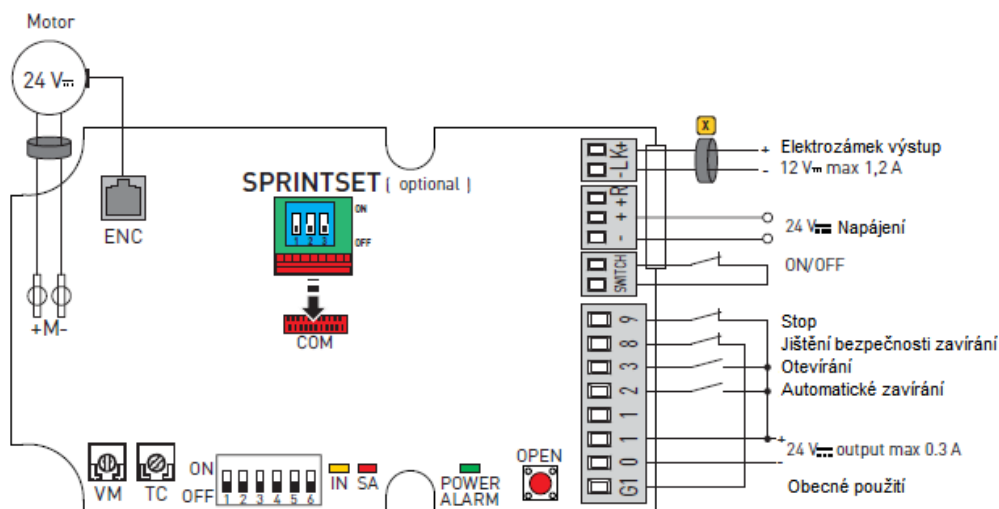 Motor
24 V
ENC
+M-
SPRINTSET ( optional )
ON
OFF
1 2 3
COM
X
-LK+
+ Elektrozámek výstup
- 12 V max 1,2 A
- + +R
24 V Napájení
SWITCH
ON/OFF
9
Stop
8
Jištění bezpečnosti zavírání
3
Otevírání
2
Automatické zavírání
1
1
+
24 V output max 0.3 A
-
0
G1
Obecné použití
VM
TC
ON
OFF
1 2 3 4 5 6
IN SA
POWER
ALARM
OPEN